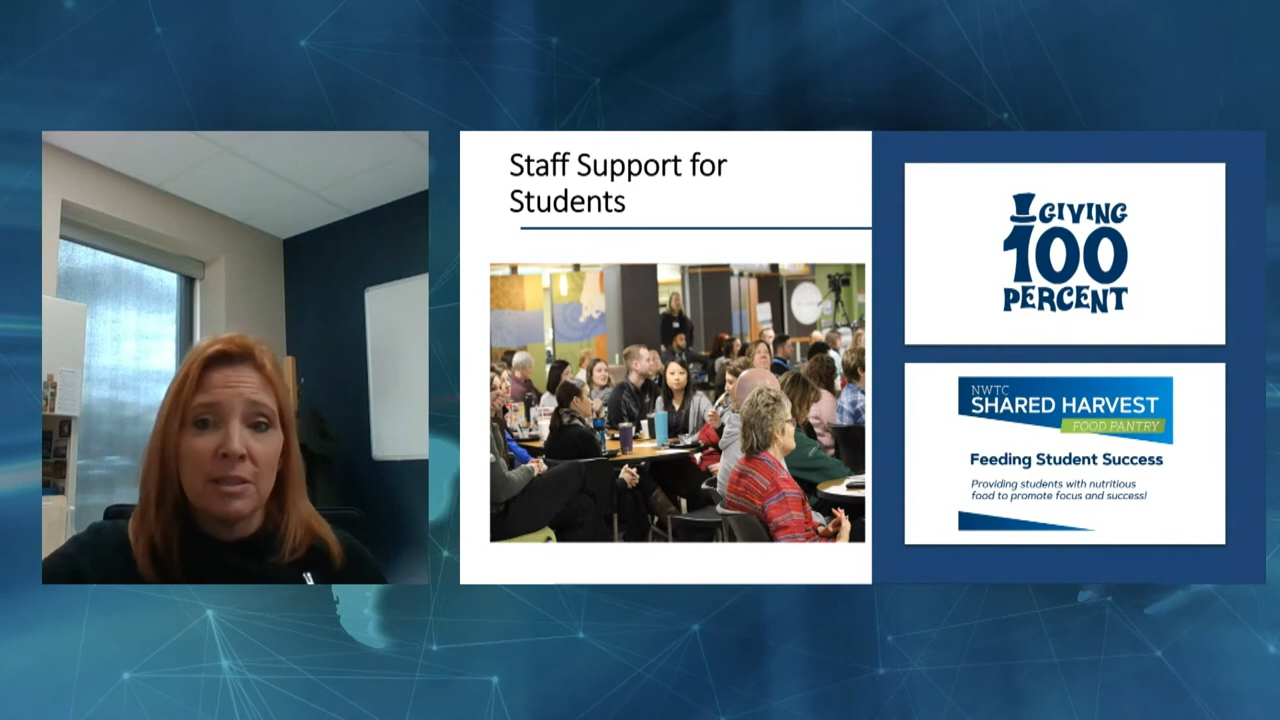 Staff Support for
Students
GIVING
100
PERCENT
NWTC
SHARED HARVEST
FOOD PANTRY
Feeding Student Success
Providing students with nutritious
food to promote focus and success!